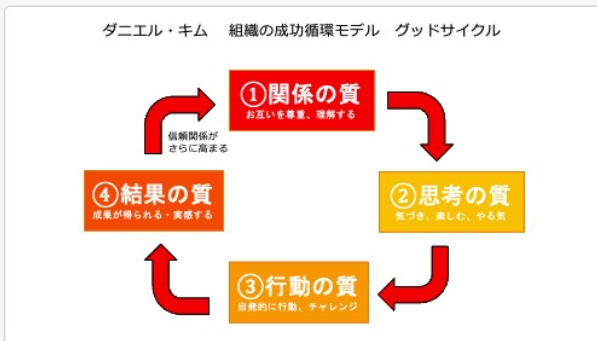 ダニエル・キム　組織の成功循環モデル　グッドサイクル
①関係の質
お互いを尊重、理解する
信頼関係が
さらに高まる
②思考の質
気づき、楽しむ、やる気
③行動の質
自発的に行動、チャレンジ
④結果の質
成果が得られる・実感する